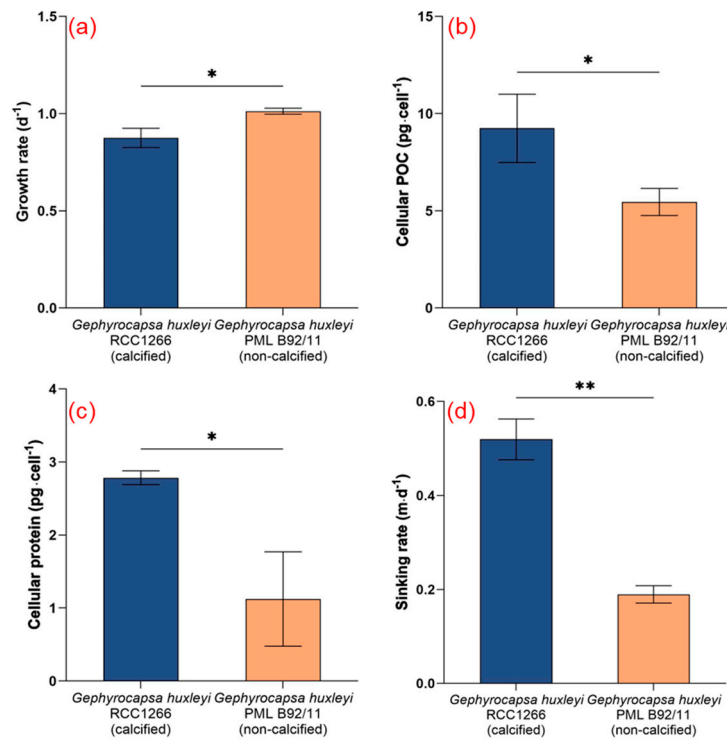 (a)
Growth rate (d⁻¹)
1.5
1.0
0.5
0.0
*
Gephyrocapsa huxleyi Gephyrocapsa huxleyi
RCC1266 PML B92/11
(calcified) (non-calcified)
(b)
Cellular POC (pg·cell⁻¹)
15
10
5
0
*
Gephyrocapsa huxleyi Gephyrocapsa huxleyi
RCC1266 PML B92/11
(calcified) (non-calcified)
(c)
Cellular protein (pg·cell⁻¹)
4
3
2
1
0
*
Gephyrocapsa huxleyi Gephyrocapsa huxleyi
RCC1266 PML B92/11
(calcified) (non-calcified)
(d)
Sinking rate (m·d⁻¹)
0.6
0.4
0.2
0.0
**
Gephyrocapsa huxleyi Gephyrocapsa huxleyi
RCC1266 PML B92/11
(calcified) (non-calcified)